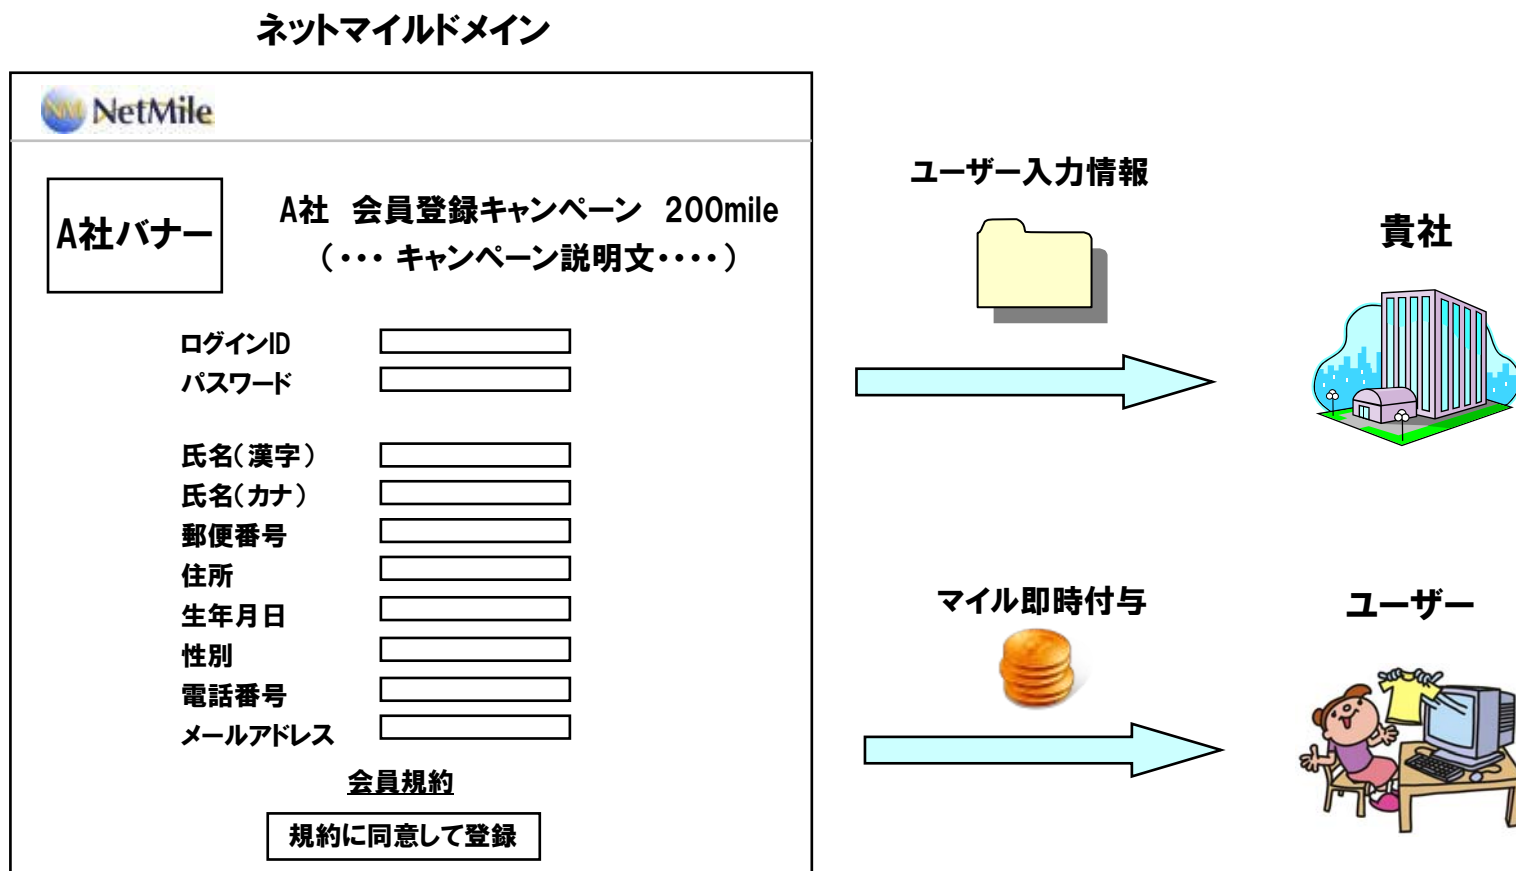 ネットマイルドメイン
NM NetMile
A社バナー
A社 会員登録キャンペーン 200mile
(・・・ キャンペーン説明文・・・・)
ログインID
パスワード
氏名(漢字)
氏名(カナ)
郵便番号
住所
生年月日
性別
電話番号
メールアドレス
会員規約
規約に同意して登録
ユーザー入力情報
貴社
マイル即時付与
ユーザー